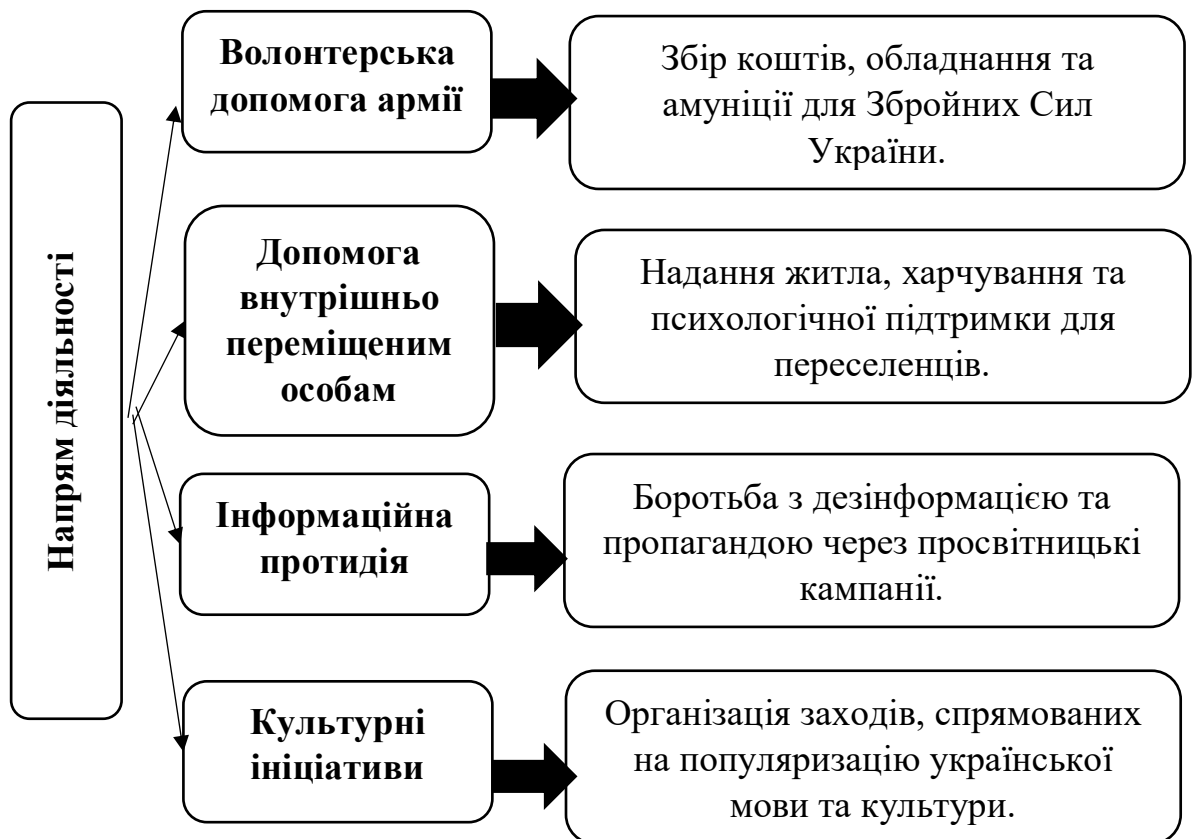 Напрям діяльності
Волонтерська
допомога армії
Збір коштів, обладнання та
амуніції для Збройних Сил
України.
Допомога
внутрішньо
переміщеним
особам
Надання житла, харчування та
психологічної підтримки для
переселенців.
Інформаційна
протидія
Боротьба з дезінформацією та
пропагандою через просвітницькі
кампанії.
Культурні
ініціативи
Організація заходів, спрямованих
на популяризацію української
мови та культури.